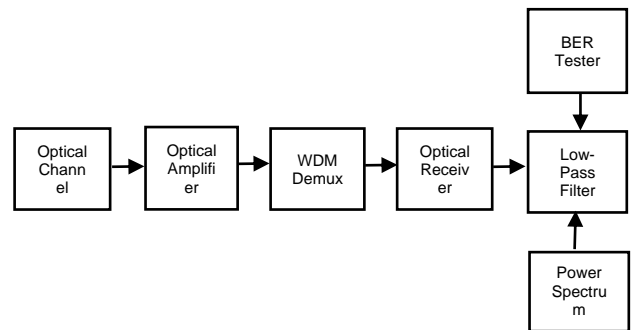 BER
Tester
Optical
Chann
el
Optical
Amplifi
er
WDM
Demux
Optical
Receiv
er
Low-
Pass
Filter
Power
Spectru
m